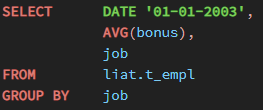 SELECT DATE '01-01-2003',
AVG(bonus),
job
FROM liat.t_empl
GROUP BY job